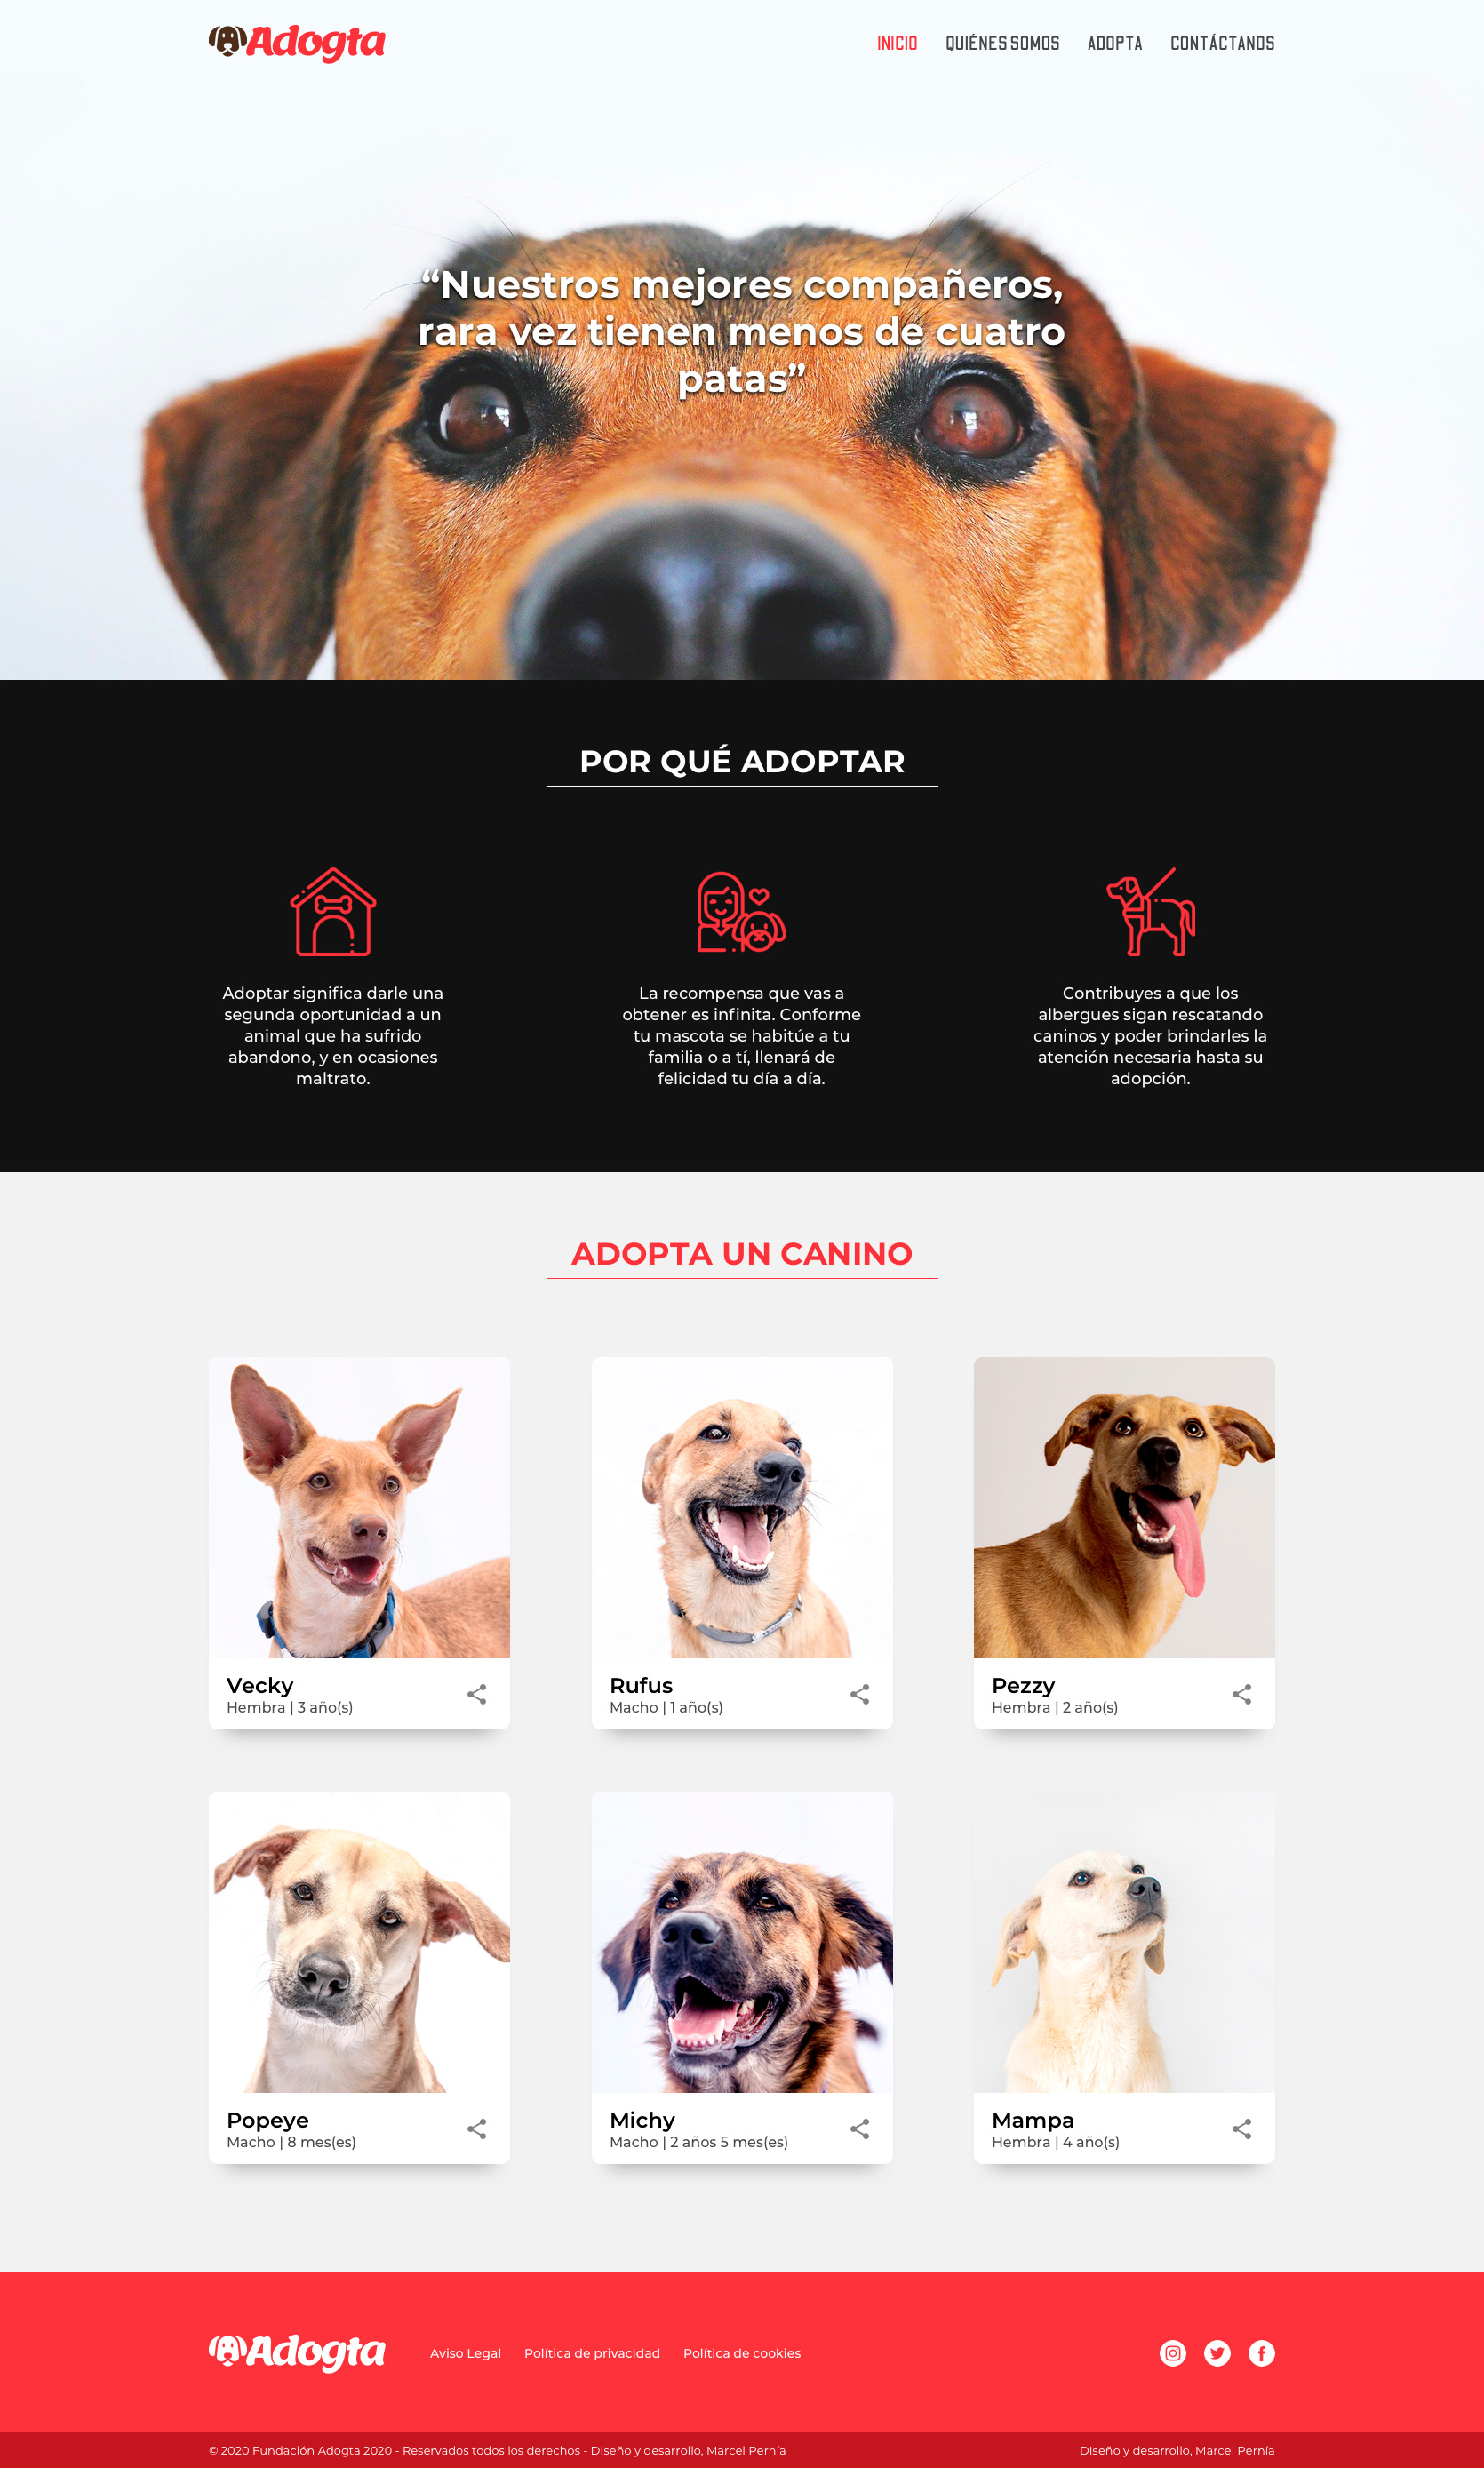 Adogta
INICIO
QUIÉNES SOMOS
ADOPTA
CONTÁCTANOS
“Nuestros mejores compañeros,
rara vez tienen menos de cuatro
patas”
POR QUÉ ADOPTAR
Adoptar significa darle una
segunda oportunidad a un
animal que ha sufrido
abandono, y en ocasiones
maltrato.
La recompensa que vas a
obtener es infinita. Conforme
tu mascota se habitúe a tu
familia o a tí, llenará de
felicidad tu día a día.
Contribuyes a que los
albergues sigan rescatando
caninos y poder brindarles la
atención necesaria hasta su
adopción.
ADOPTA UN CANINO
Vecky
Hembra | 3 año(s)
Rufus
Macho | 1 año(s)
Pezzy
Hembra | 2 año(s)
Popeye
Macho | 8 mes(es)
Michy
Macho | 2 años 5 mes(es)
Mampa
Hembra | 4 año(s)
Adogta
Aviso Legal
Política de privacidad
Política de cookies
© 2020 Fundación Adogta 2020 - Reservados todos los derechos - DIseño y desarrollo, Marcel Pernía
DIseño y desarrollo, Marcel Pernía